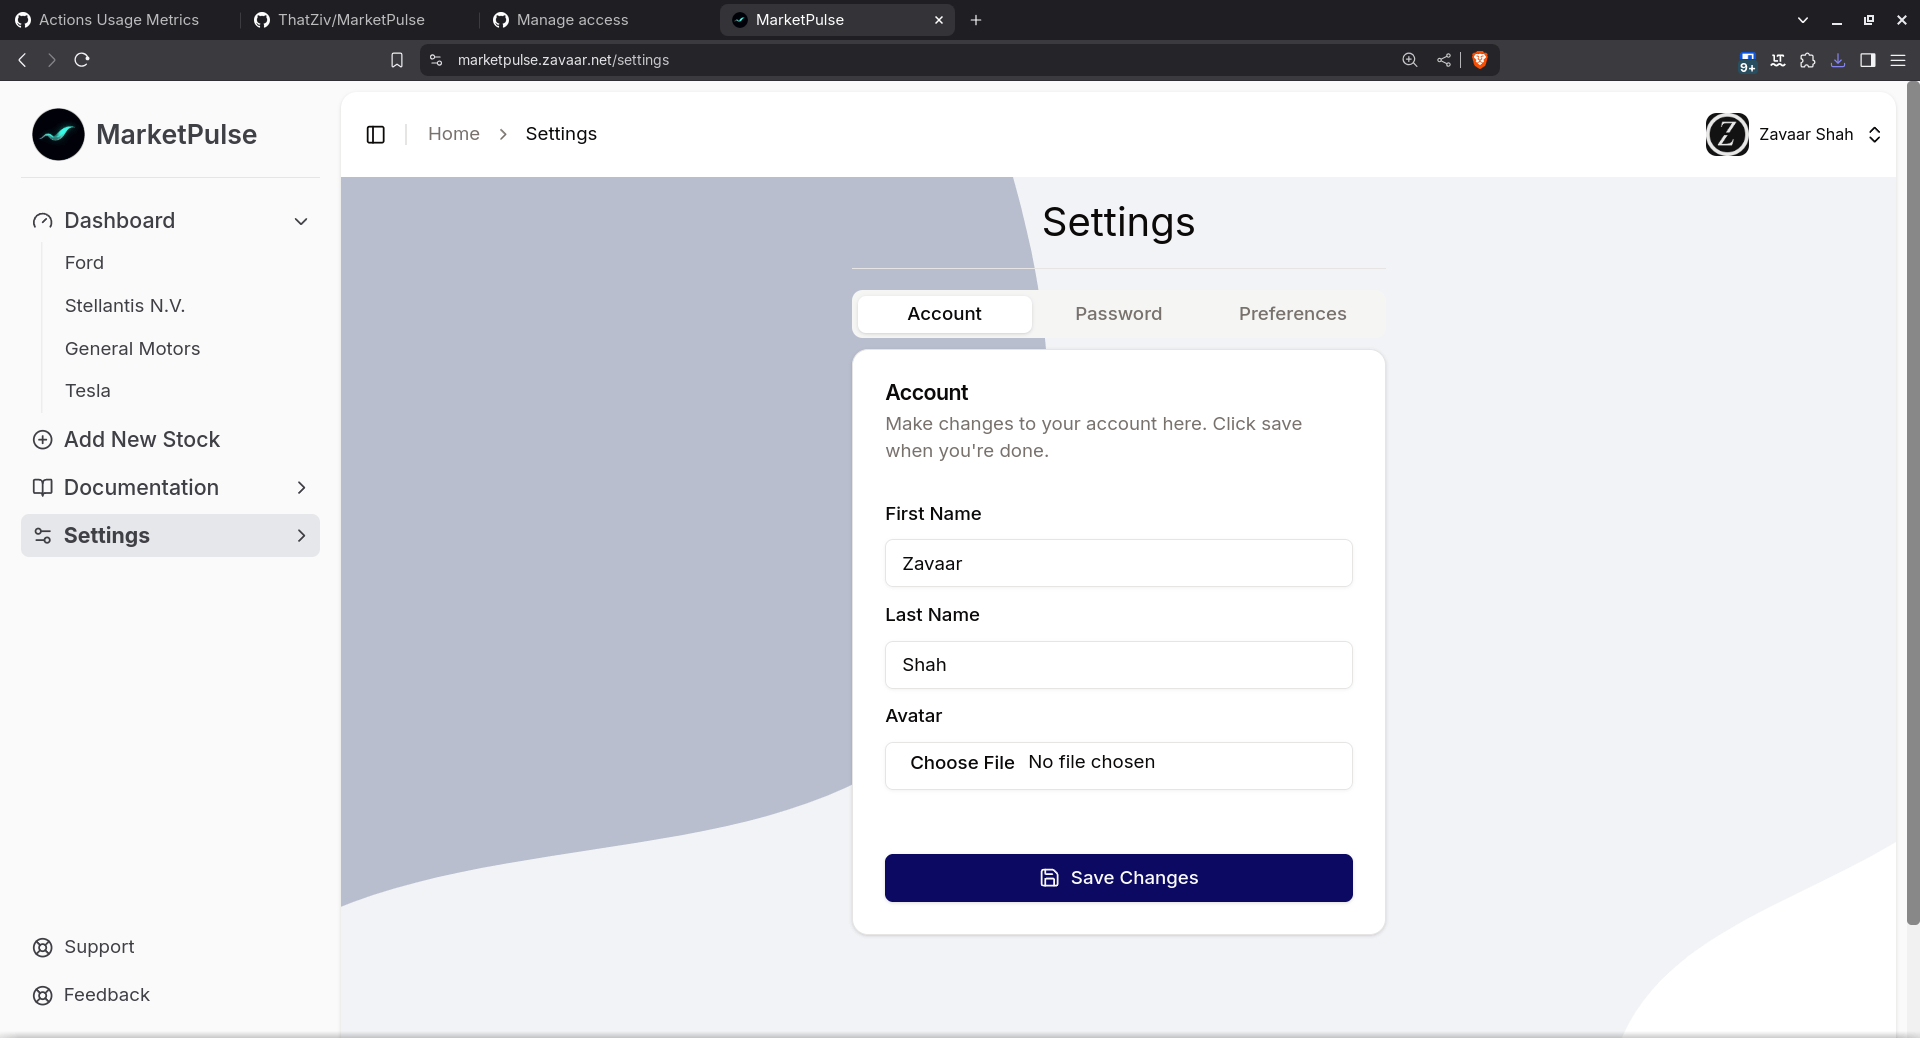 Actions Usage Metrics
ThatZiv/MarketPulse
Manage access
MarketPulse
marketpulse.zavaar.net/settings
9+
MarketPulse
Home
Settings
Zavaar Shah
Dashboard
Ford
Stellantis N.V.
General Motors
Tesla
Add New Stock
Documentation
Settings
Support
Feedback
Settings
Account
Password
Preferences
Account
Make changes to your account here. Click save
when you're done.
First Name
Zavaar
Last Name
Shah
Avatar
Choose File No file chosen
Save Changes